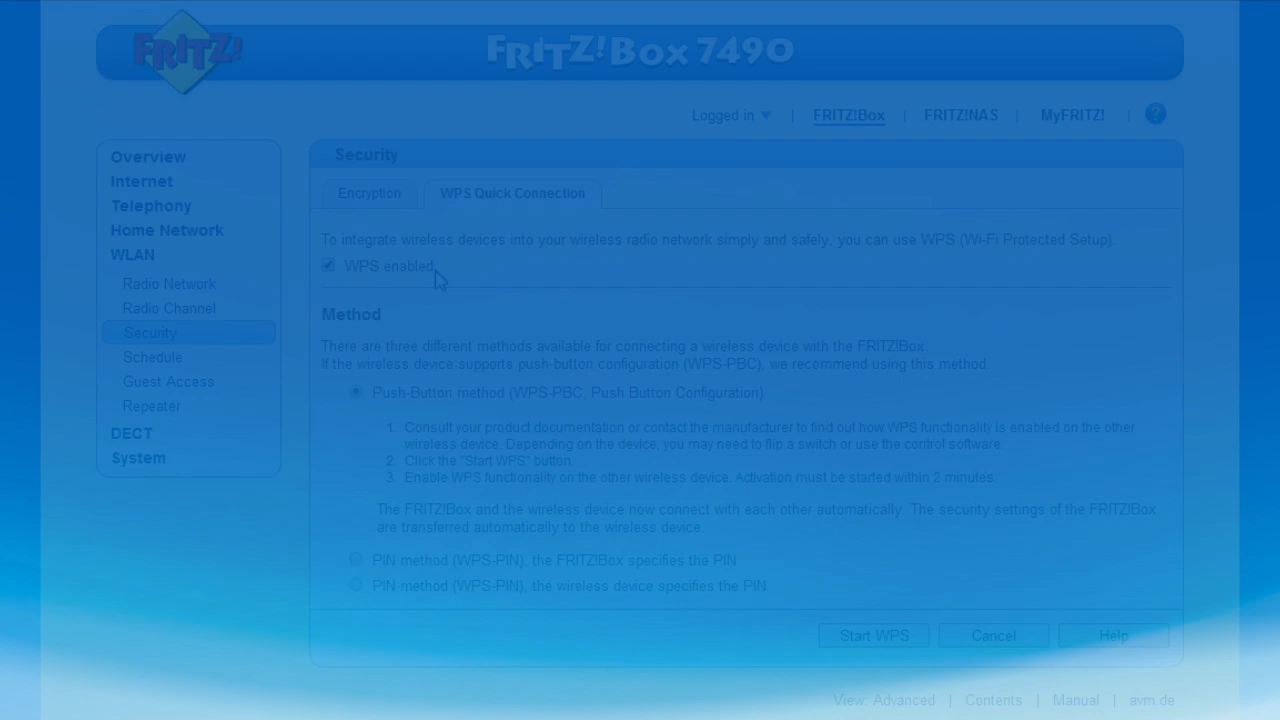 FRITZ!
FRITZ!Box 7490
Logged in | FRITZ!Box | FRITZ!NAS | MyFRITZ! | ?
Overview
Internet
Telephony
Home Network
WLAN
Radio Network
Radio Channel
Security
Schedule
Guest Access
Repeater
DECT
System
Security
Encryption
WPS Quick Connection
To integrate wireless devices into your wireless radio network simply and safely, you can use WPS (Wi-Fi Protected Setup).
WPS enabled
Method
There are three different methods available for connecting a wireless device with the FRITZ!Box.
If the wireless device supports push-button configuration (WPS-PBC), we recommend using this method.
Push-Button method (WPS-PBC, Push Button Configuration)
1. Consult your product documentation or contact the manufacturer to find out how WPS functionality is enabled on the other
wireless device. Depending on the device, you may need to flip a switch or use the control software.
2. Click the "Start WPS" button.
3. Enable WPS functionality on the other wireless device. Activation must be started within 2 minutes.
The FRITZ!Box and the wireless device now connect with each other automatically. The security settings of the FRITZ!Box
are transferred automatically to the wireless device.
PIN method (WPS-PIN), the FRITZ!Box specifies the PIN
PIN method (WPS-PIN), the wireless device specifies the PIN
Start WPS
Cancel
Help
View: Advanced | Contents | Manual | avm.de